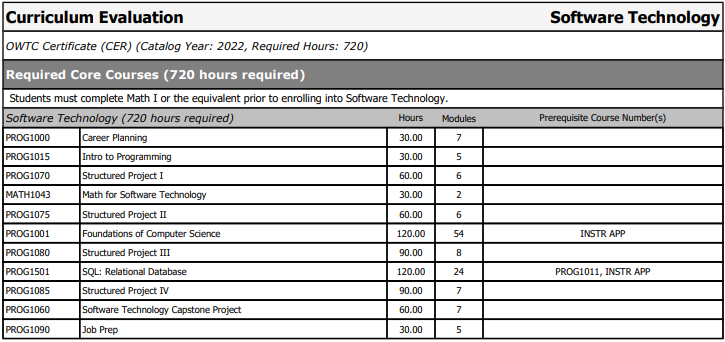 Curriculum Evaluation Software Technology
OWTC Certificate (CER) (Catalog Year: 2022, Required Hours: 720)
Required Core Courses (720 hours required)
Students must complete Math I or the equivalent prior to enrolling into Software Technology.
Software Technology (720 hours required) Hours Modules Prerequisite Course Number(s)
PROG1000 Career Planning 30.00 7
PROG1015 Intro to Programming 30.00 5
PROG1070 Structured Project I 60.00 6
MATH1043 Math for Software Technology 30.00 2
PROG1075 Structured Project II 60.00 6
PROG1001 Foundations of Computer Science 120.00 54 INSTR APP
PROG1080 Structured Project III 90.00 8
PROG1501 SQL: Relational Database 120.00 24 PROG1011, INSTR APP
PROG1085 Structured Project IV 90.00 7
PROG1060 Software Technology Capstone Project 60.00 7
PROG1090 Job Prep 30.00 5